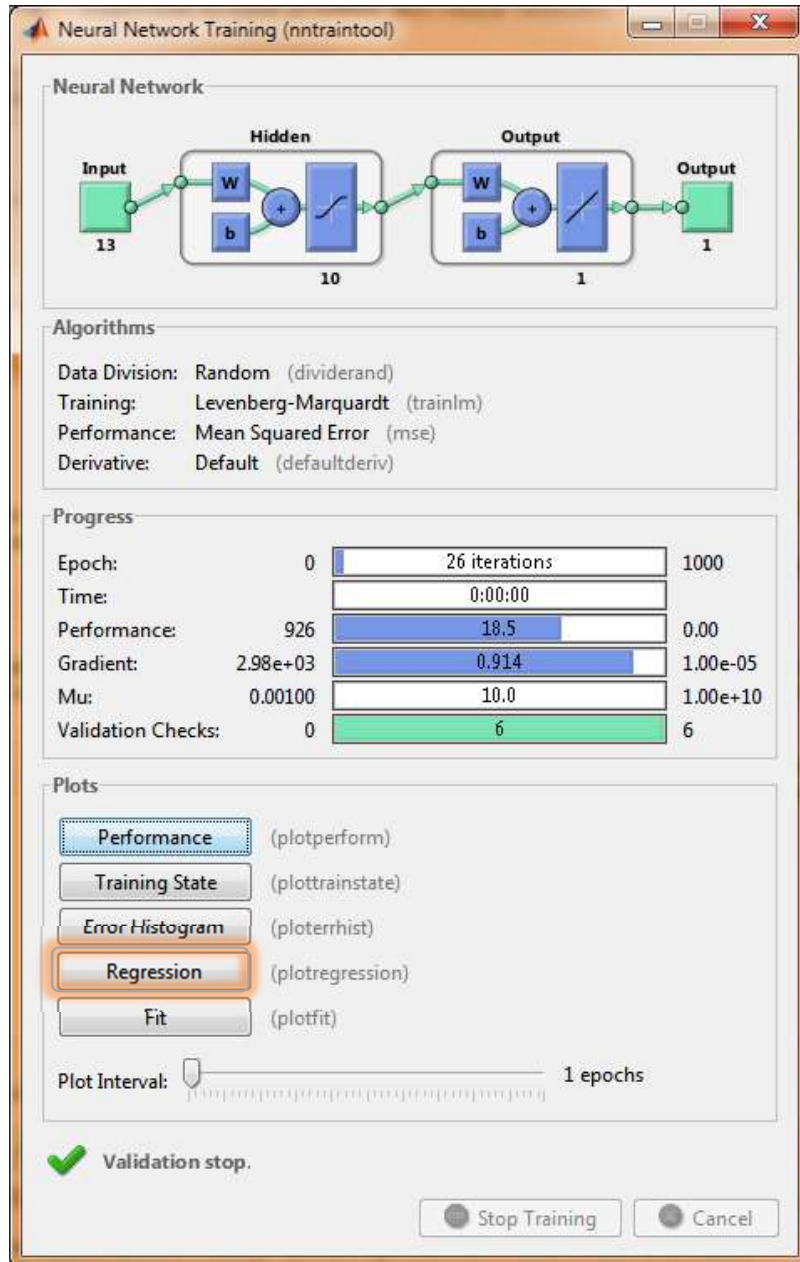 Neural Network Training (nntraintool)
Neural Network
Hidden Output
Input Output
W b + W b +
13 10 1 1
Algorithms
Data Division: Random (dividerand)
Training: Levenberg-Marquardt (trainlm)
Performance: Mean Squared Error (mse)
Derivative: Default (defaultderiv)
Progress
Epoch: 0 26 iterations 1000
Time: 0:00:00
Performance: 926 18.5 0.00
Gradient: 2.98e+03 0.914 1.00e-05
Mu: 0.00100 10.0 1.00e+10
Validation Checks: 0 6 6
Plots
Performance (plotperform)
Training State (plottrainstate)
Error Histogram (ploterrhist)
Regression (plotregression)
Fit (plotfit)
Plot Interval: 1 epochs
Validation stop.
Stop Training Cancel